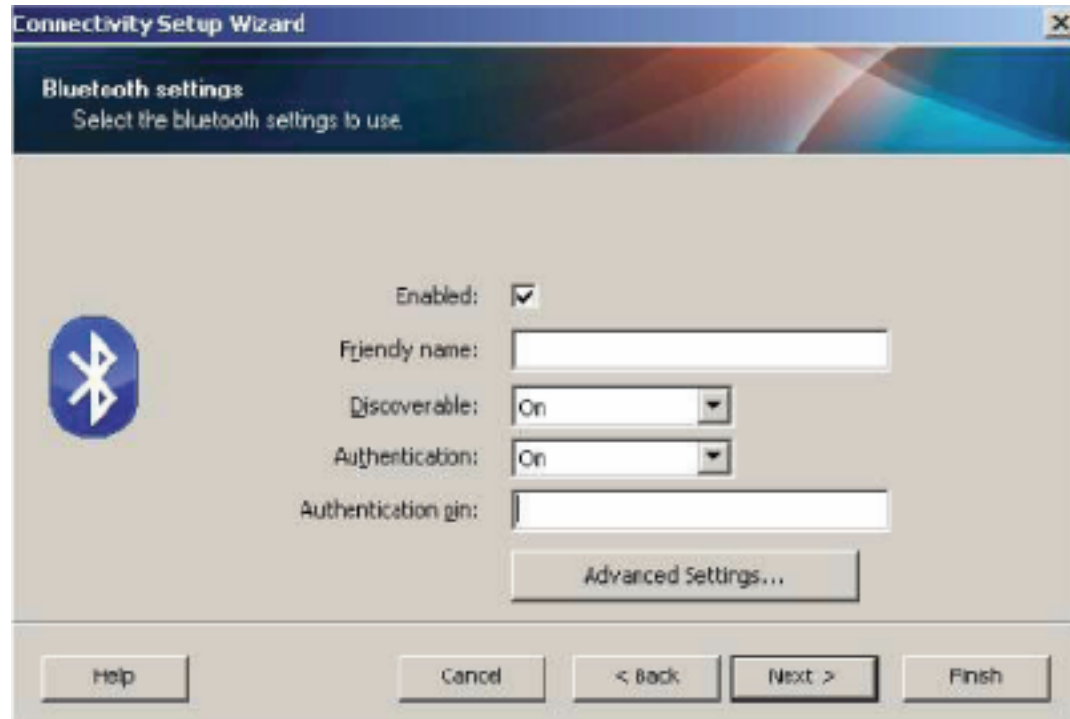 Connectivity Setup Wizard
Bluetooth settings
Select the bluetooth settings to use.
Enabled:
Friendly name:
Discoverable: On
Authentication: On
Authentication pin:
Advanced Settings...
Help Cancel < Back Next > Finish